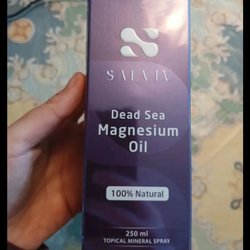 SALVIA
Dead Sea
Magnesium
Oil
100% Natural
250 ml
TOPICAL MINERAL SPRAY